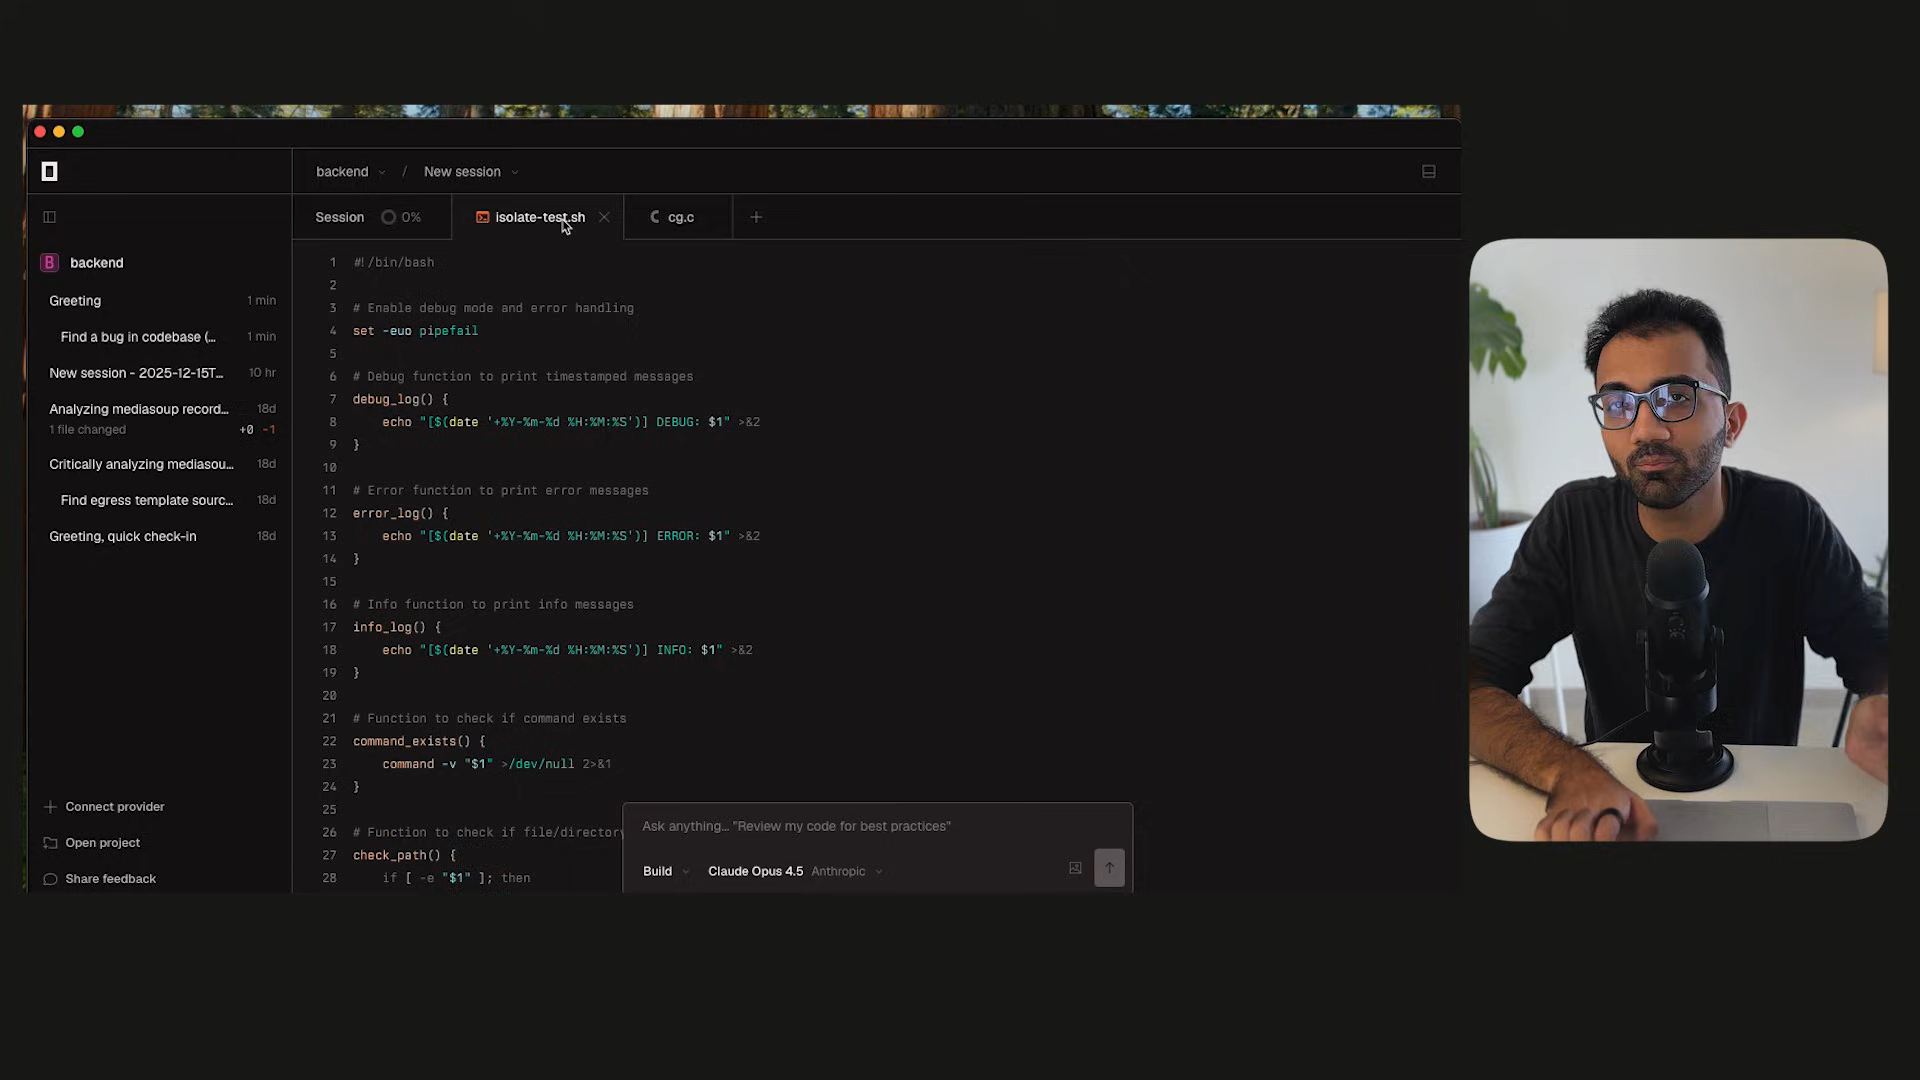 backend / New session
Session 0% isolate-test.sh cg.c
B backend
Greeting 1 min
Find a bug in codebase (... 1 min
New session - 2025-12-15T... 10 hr
Analyzing mediasoup record... 18d
1 file changed +0 -1
Critically analyzing mediasou... 18d
Find egress template sourc... 18d
Greeting, quick check-in 18d
Connect provider
Open project
Share feedback
1 #!/bin/bash
2
3 # Enable debug mode and error handling
4 set -euo pipefail
5
6 # Debug function to print timestamped messages
7 debug_log() {
8 echo "[$(date '+%Y-%m-%d %H:%M:%S')] DEBUG: $1" >&2
9 }
10
11 # Error function to print error messages
12 error_log() {
13 echo "[$(date '+%Y-%m-%d %H:%M:%S')] ERROR: $1" >&2
14 }
15
16 # Info function to print info messages
17 info_log() {
18 echo "[$(date '+%Y-%m-%d %H:%M:%S')] INFO: $1" >&2
19 }
20
21 # Function to check if command exists
22 command_exists() {
23 command -v "$1" >/dev/null 2>&1
24 }
25
26 # Function to check if file/directory
27 check_path() {
28 if [ -e "$1" ]; then
Ask anything... "Review my code for best practices"
Build Claude Opus 4.5 Anthropic